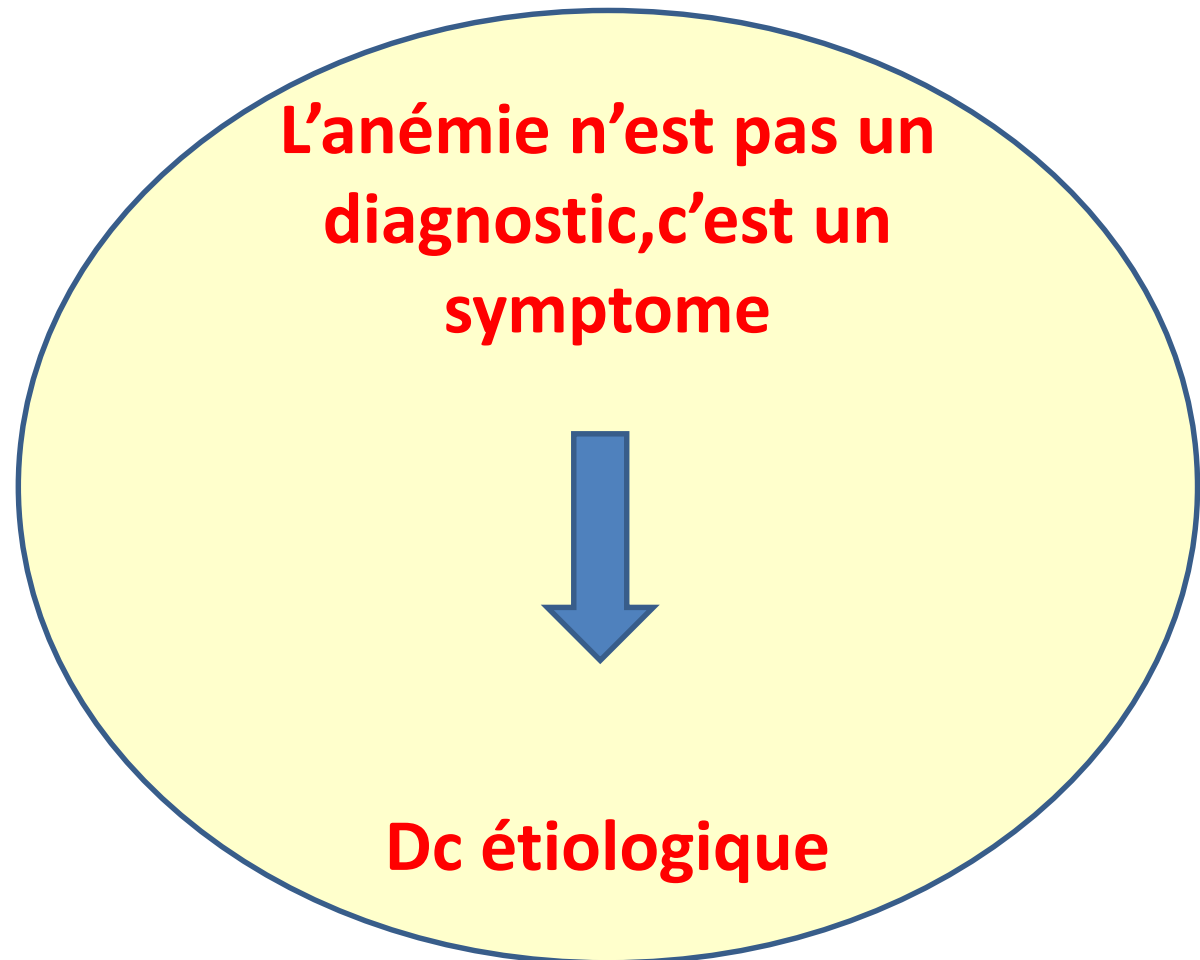 L’anémie n’est pas un
diagnostic,c’est un
symptome
Dc étiologique